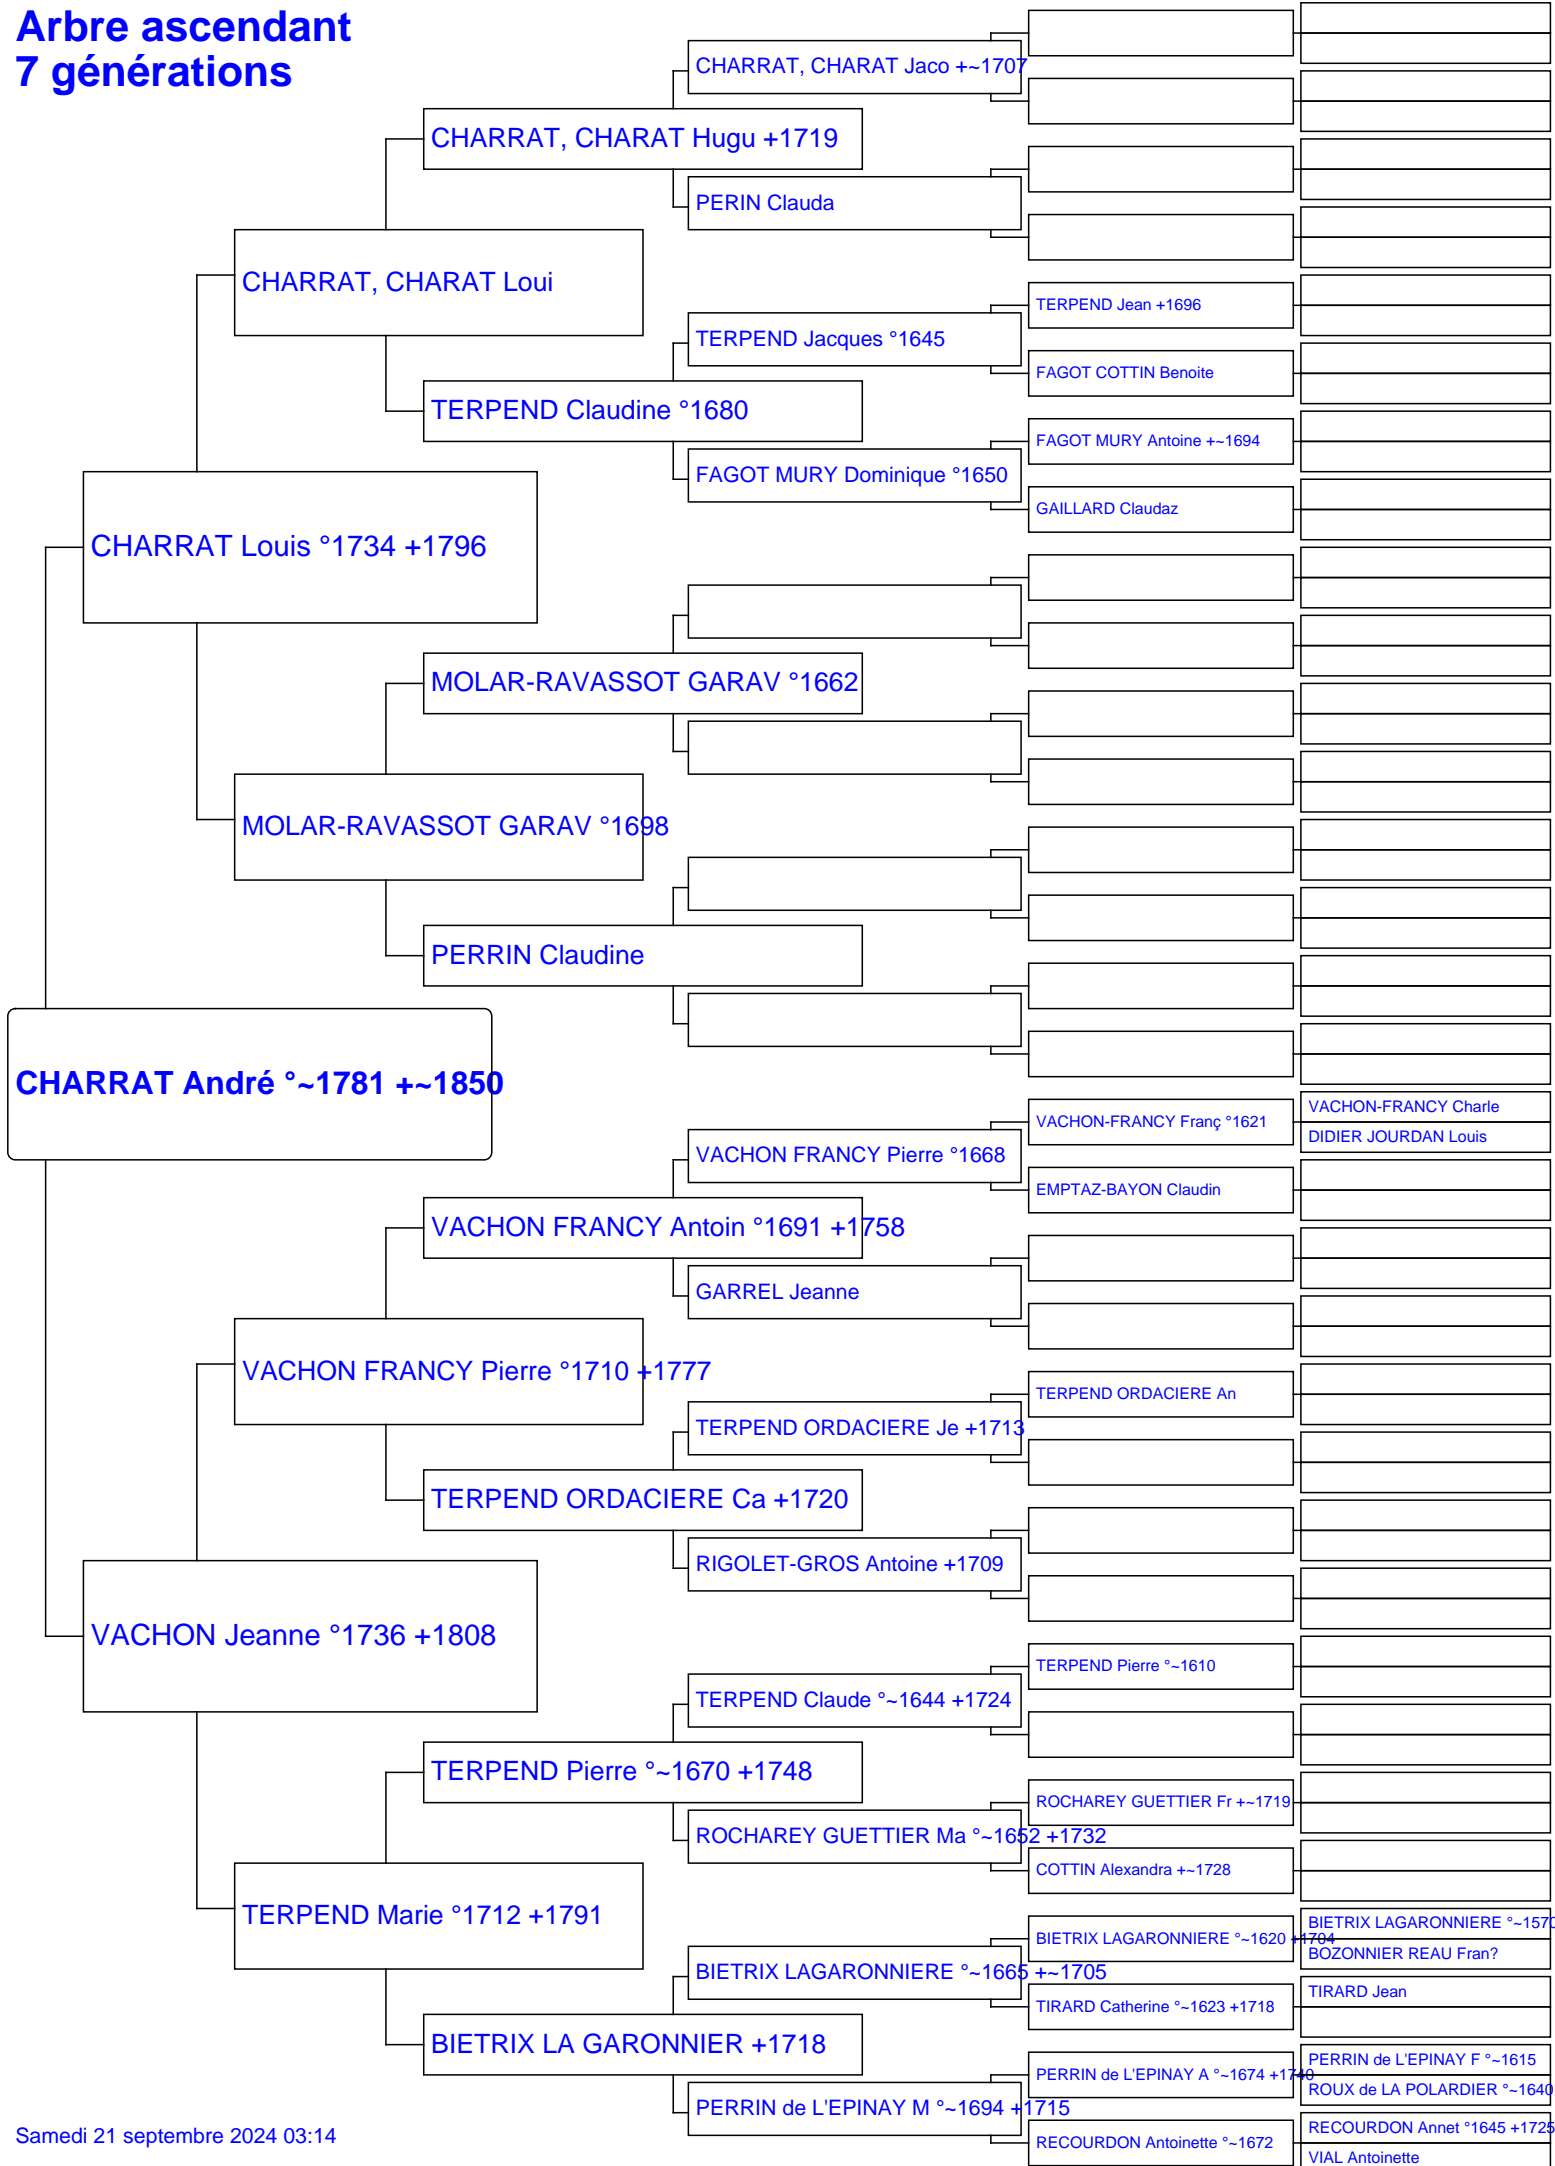 Arbre ascendant
7 générations
CHARRAT, CHARAT Jaco +~1707
CHARRAT, CHARAT Hugu +1719
PERIN Clauda
CHARRAT, CHARAT Loui
TERPEND Jean +1696
TERPEND Jacques °1645
FAGOT COTTIN Benoite
TERPEND Claudine °1680
FAGOT MURY Antoine +~1694
FAGOT MURY Dominique °1650
GAILLARD Claudaz
CHARRAT Louis °1734 +1796
MOLAR-RAVASSOT GARAV °1662
MOLAR-RAVASSOT GARAV °1698
PERRIN Claudine
CHARRAT André °~1781 +~1850
VACHON-FRANCY Charle
VACHON-FRANCY Franç °1621
DIDIER JOURDAN Louis
VACHON FRANCY Pierre °1668
EMPTAZ-BAYON Claudin
VACHON FRANCY Antoin °1691 +1758
GARREL Jeanne
VACHON FRANCY Pierre °1710 +1777
TERPEND ORDACIERE An
TERPEND ORDACIERE Je +1713
TERPEND ORDACIERE Ca +1720
RIGOLET-GROS Antoine +1709
VACHON Jeanne °1736 +1808
TERPEND Pierre °~1610
TERPEND Claude °~1644 +1724
TERPEND Pierre °~1670 +1748
ROCHAREY GUETTIER Fr +~1719
ROCHAREY GUETTIER Ma °~1652 +1732
COTTIN Alexandra +~1728
TERPEND Marie °1712 +1791
BIETRIX LAGARONNIERE °~1570
BIETRIX LAGARONNIERE °~1620 +1704
BOZONNIER REAU Fran?
BIETRIX LAGARONNIERE °~1665 +~1705
TIRARD Jean
TIRARD Catherine °~1623 +1718
BIETRIX LA GARONNIER +1718
PERRIN de L'EPINAY F °~1615
PERRIN de L'EPINAY A °~1674 +1740
ROUX de LA POLARDIER °~1640
PERRIN de L'EPINAY M °~1694 +1715
RECOURDON Annet °1645 +1725
RECOURDON Antoinette °~1672
VIAL Antoinette
Samedi 21 septembre 2024 03:14